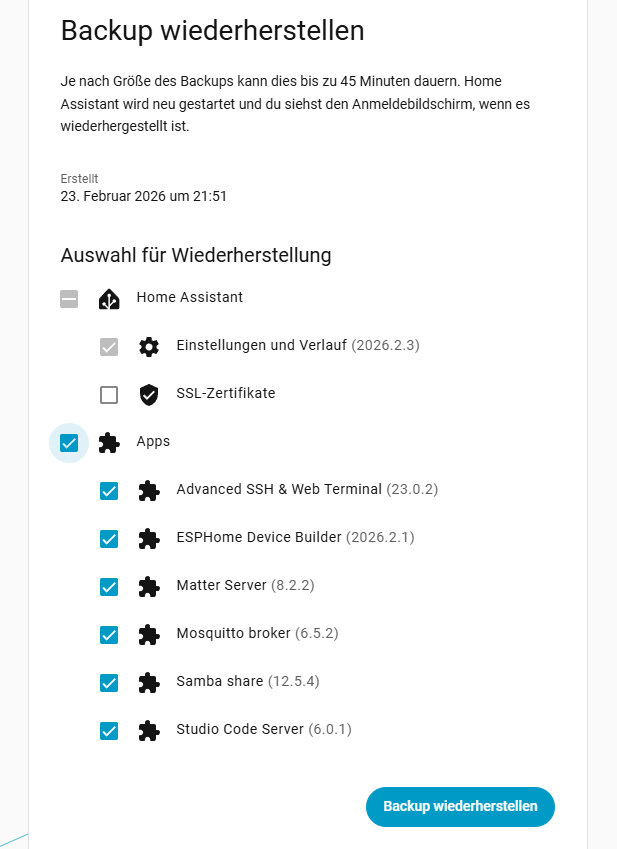 Backup wiederherstellen
Je nach Größe des Backups kann dies bis zu 45 Minuten dauern. Home
Assistant wird neu gestartet und du siehst den Anmeldebildschirm, wenn es
wiederhergestellt ist.
Erstellt
23. Februar 2026 um 21:51
Auswahl für Wiederherstellung
Home Assistant
Einstellungen und Verlauf (2026.2.3)
SSL-Zertifikate
Apps
Advanced SSH & Web Terminal (23.0.2)
ESPHome Device Builder (2026.2.1)
Matter Server (8.2.2)
Mosquitto broker (6.5.2)
Samba share (12.5.4)
Studio Code Server (6.0.1)
Backup wiederherstellen